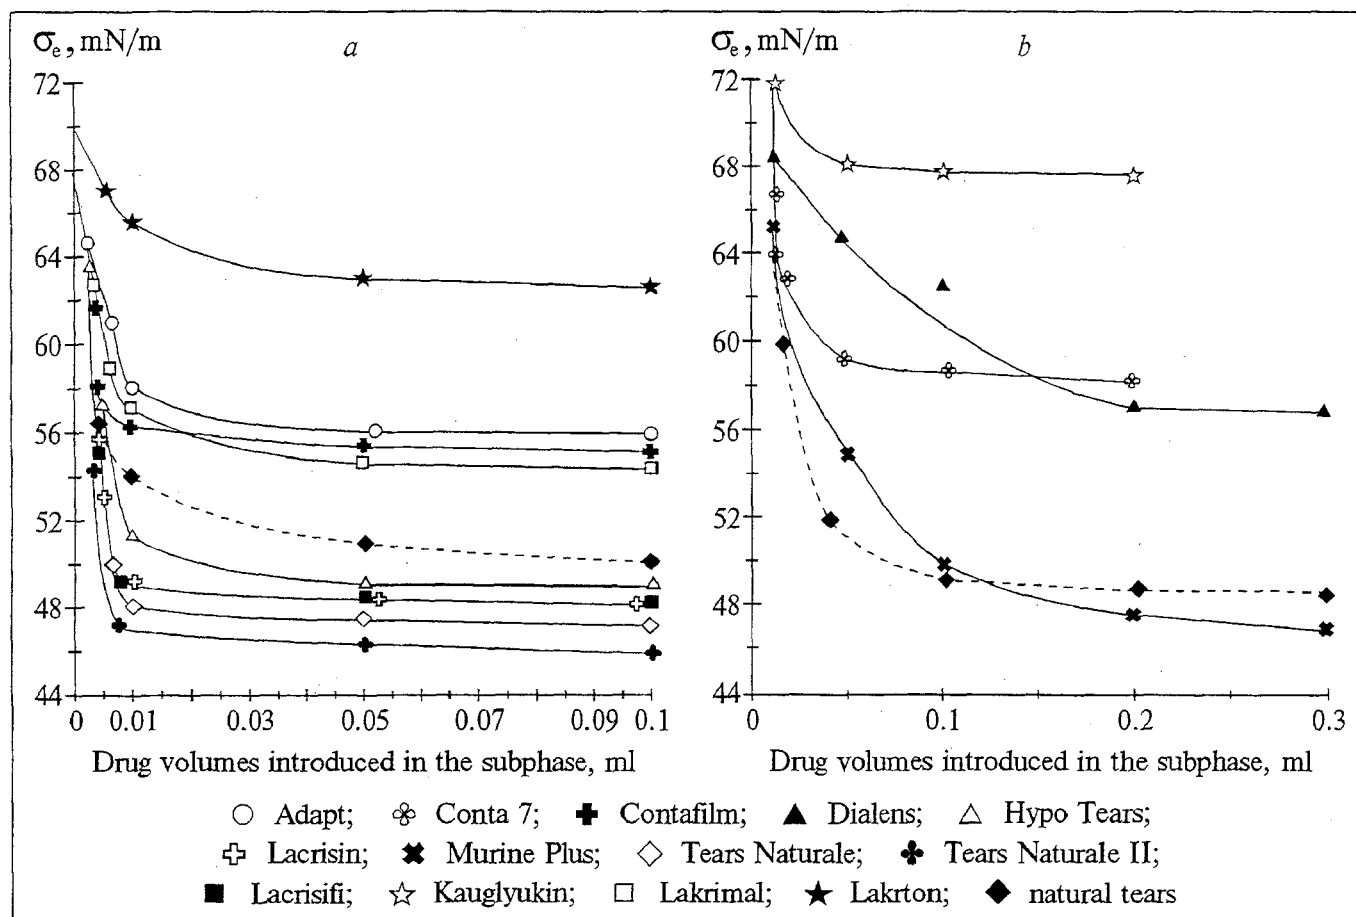 σe, mN/m
a
72
68
64
60
56
52
48
44
0 0.01 0.03 0.05 0.07 0.09 0.1
Drug volumes introduced in the subphase, ml
σe, mN/m
b
72
68
64
60
56
52
48
44
0 0.1 0.2 0.3
Drug volumes introduced in the subphase, ml
Adapt; Conta 7; Contafilm; Dialens; Hypo Tears;
Lacrisin; Murine Plus; Tears Naturale; Tears Naturale II;
Lacrisifi; Kauglyukin; Lakrimal; Lakrton; natural tears